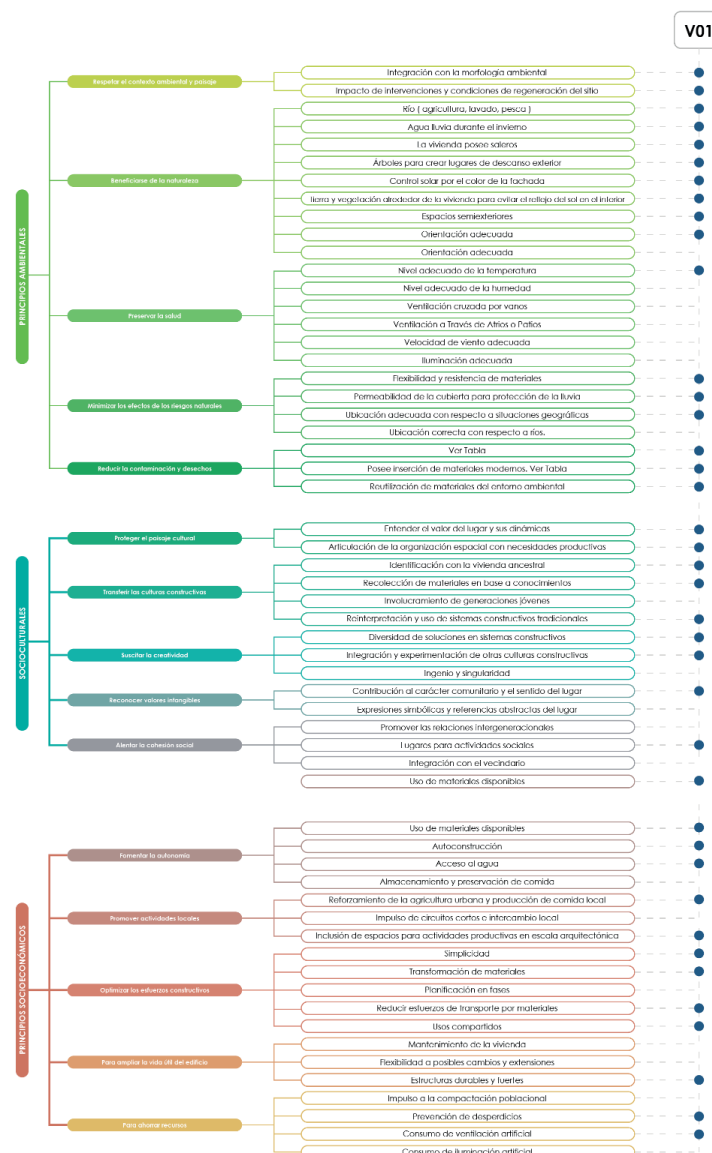 V01
PRINCIPIOS AMBIENTALES
Respetar el contexto ambiental y paisaje
Integración con la morfología ambiental
Impacto de intervenciones y condiciones de regeneración del sitio
Beneficiarse de la naturaleza
Río ( agricultura, lavado, pesca )
Agua lluvia durante el invierno
La vivienda posee saleros
Árboles para crear lugares de descanso exterior
Control solar por el color de la fachada
Tierra y vegetación alrededor de la vivienda para evitar el reflejo del sol en el interior
Espacios semiexteriores
Orientación adecuada
Orientación adecuada
Preservar la salud
Nivel adecuado de la temperatura
Nivel adecuado de la humedad
Ventilación cruzada por vanos
Ventilación a Través de Atrios o Patios
Velocidad de viento adecuada
Iluminación adecuada
Minimizar los efectos de los riesgos naturales
Flexibilidad y resistencia de materiales
Permeabilidad de la cubierta para protección de la lluvia
Ubicación adecuada con respecto a situaciones geográficas
Ubicación correcta con respecto a ríos.
Reducir la contaminación y desechos
Ver Tabla
Posee inserción de materiales modernos. Ver Tabla
Reutilización de materiales del entorno ambiental
SOCIOCULTURALES
Proteger el paisaje cultural
Entender el valor del lugar y sus dinámicas
Articulación de la organización espacial con necesidades productivas
Transferir las culturas constructivas
Identificación con la vivienda ancestral
Recolección de materiales en base a conocimientos
Involucramiento de generaciones jóvenes
Reinterpretación y uso de sistemas constructivos tradicionales
Suscitar la creatividad
Diversidad de soluciones en sistemas constructivos
Integración y experimentación de otras culturas constructivas
Ingenio y singularidad
Reconocer valores intangibles
Contribución al carácter comunitario y el sentido del lugar
Expresiones simbólicas y referencias abstractas del lugar
Alentar la cohesión social
Promover las relaciones intergeneracionales
Lugares para actividades sociales
Integración con el vecindario
Uso de materiales disponibles
PRINCIPIOS SOCIOECONÓMICOS
Fomentar la autonomía
Uso de materiales disponibles
Autoconstrucción
Acceso al agua
Almacenamiento y preservación de comida
Promover actividades locales
Reforzamiento de la agricultura urbana y producción de comida local
Impulso de circuitos cortos e intercambio local
Inclusión de espacios para actividades productivas en escala arquitectónica
Optimizar los esfuerzos constructivos
Simplicidad
Transformación de materiales
Planificación en fases
Reducir esfuerzos de transporte por materiales
Usos compartidos
Para ampliar la vida útil del edificio
Mantenimiento de la vivienda
Flexibilidad a posibles cambios y extensiones
Estructuras durables y fuertes
Para ahorrar recursos
Impulso a la compactación poblacional
Prevención de desperdicios
Consumo de ventilación artificial
Consumo de iluminación artificial